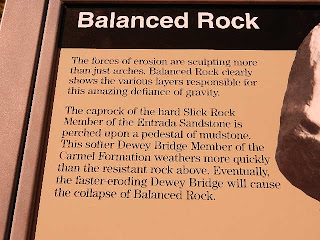 Balanced Rock
The forces of erosion are sculpting more
than just arches. Balanced Rock clearly
shows the various layers responsible for
this amazing defiance of gravity.
The caprock of the hard Slick Rock
Member of the Entrada Sandstone is
perched upon a pedestal of mudstone.
This softer Dewey Bridge Member of the
Carmel Formation weathers more quickly
than the resistant rock above. Eventually,
the faster-eroding Dewey Bridge will cause
the collapse of Balanced Rock.